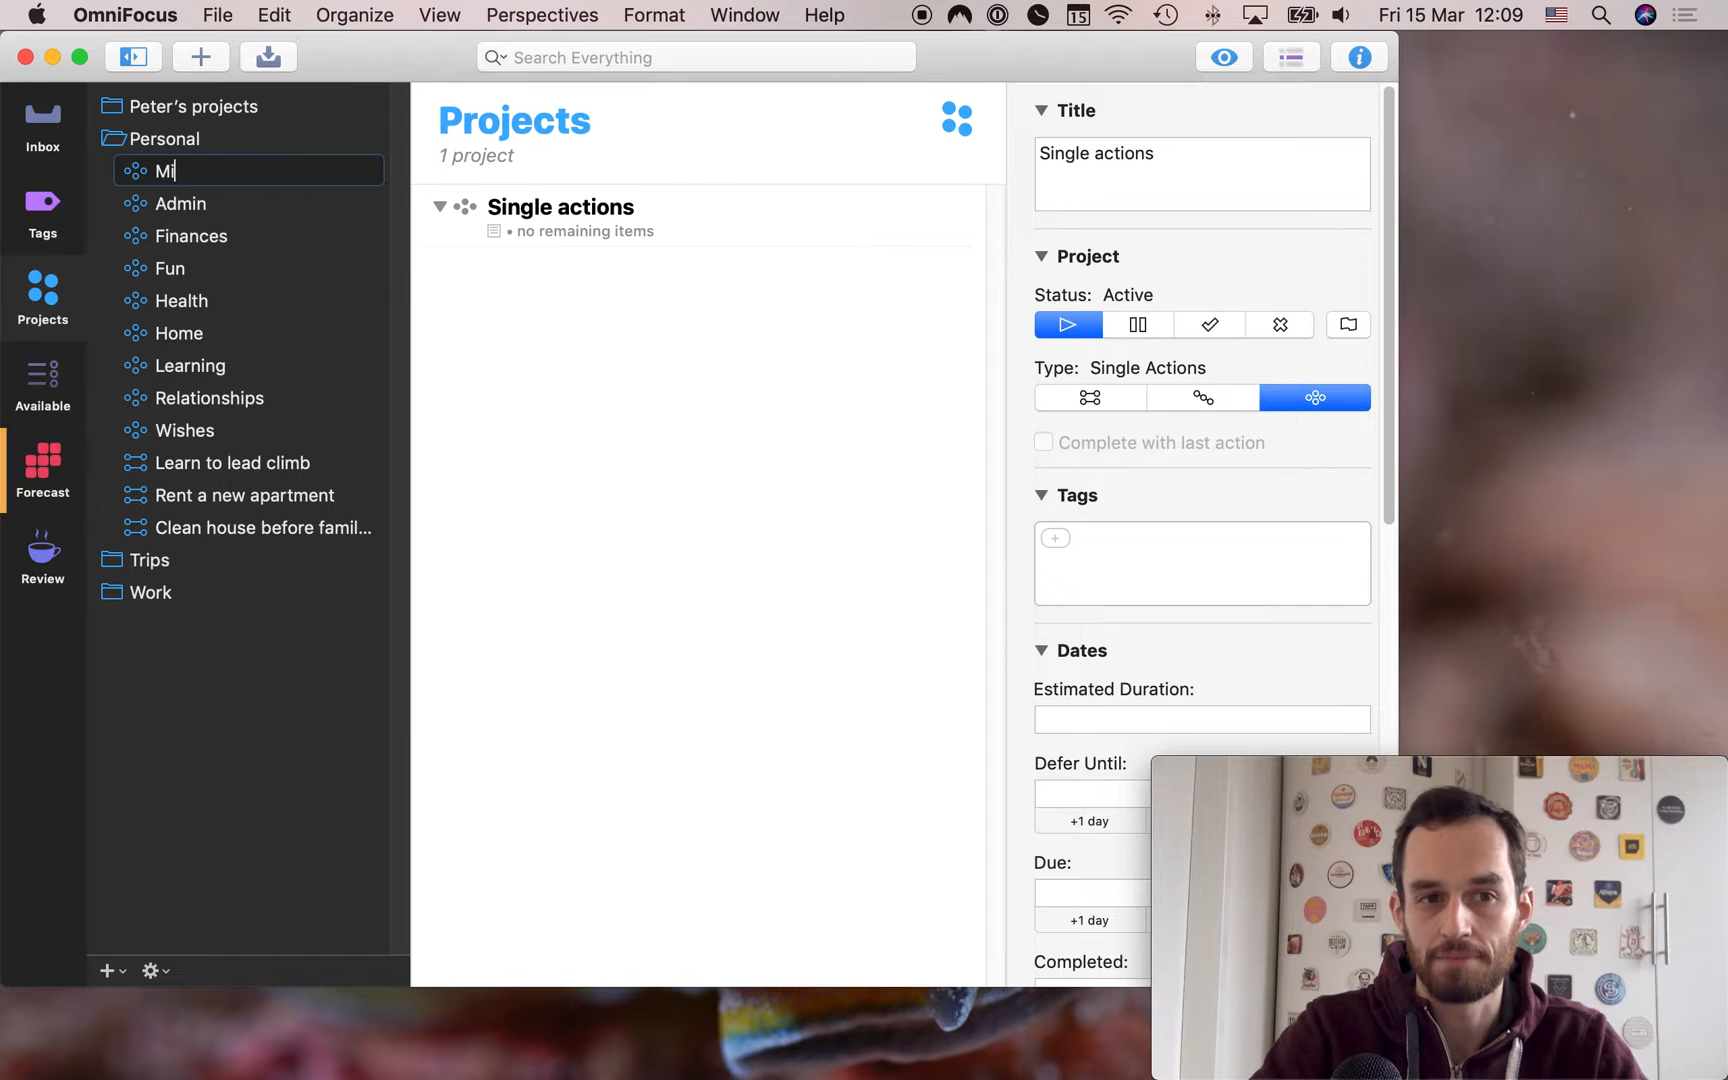 OmniFocus File Edit Organize View Perspectives Format Window Help 15 Fri 15 Mar 12:09
Search Everything
Inbox
Tags
Projects
Available
Forecast
Review
Peter's projects
Personal
Mi
Admin
Finances
Fun
Health
Home
Learning
Relationships
Wishes
Learn to lead climb
Rent a new apartment
Clean house before famil...
Trips
Work
Projects
1 project
Single actions
• no remaining items
Title
Single actions
Project
Status: Active
Type: Single Actions
Complete with last action
Tags
Dates
Estimated Duration:
Defer Until:
+1 day
Due:
+1 day
Completed: